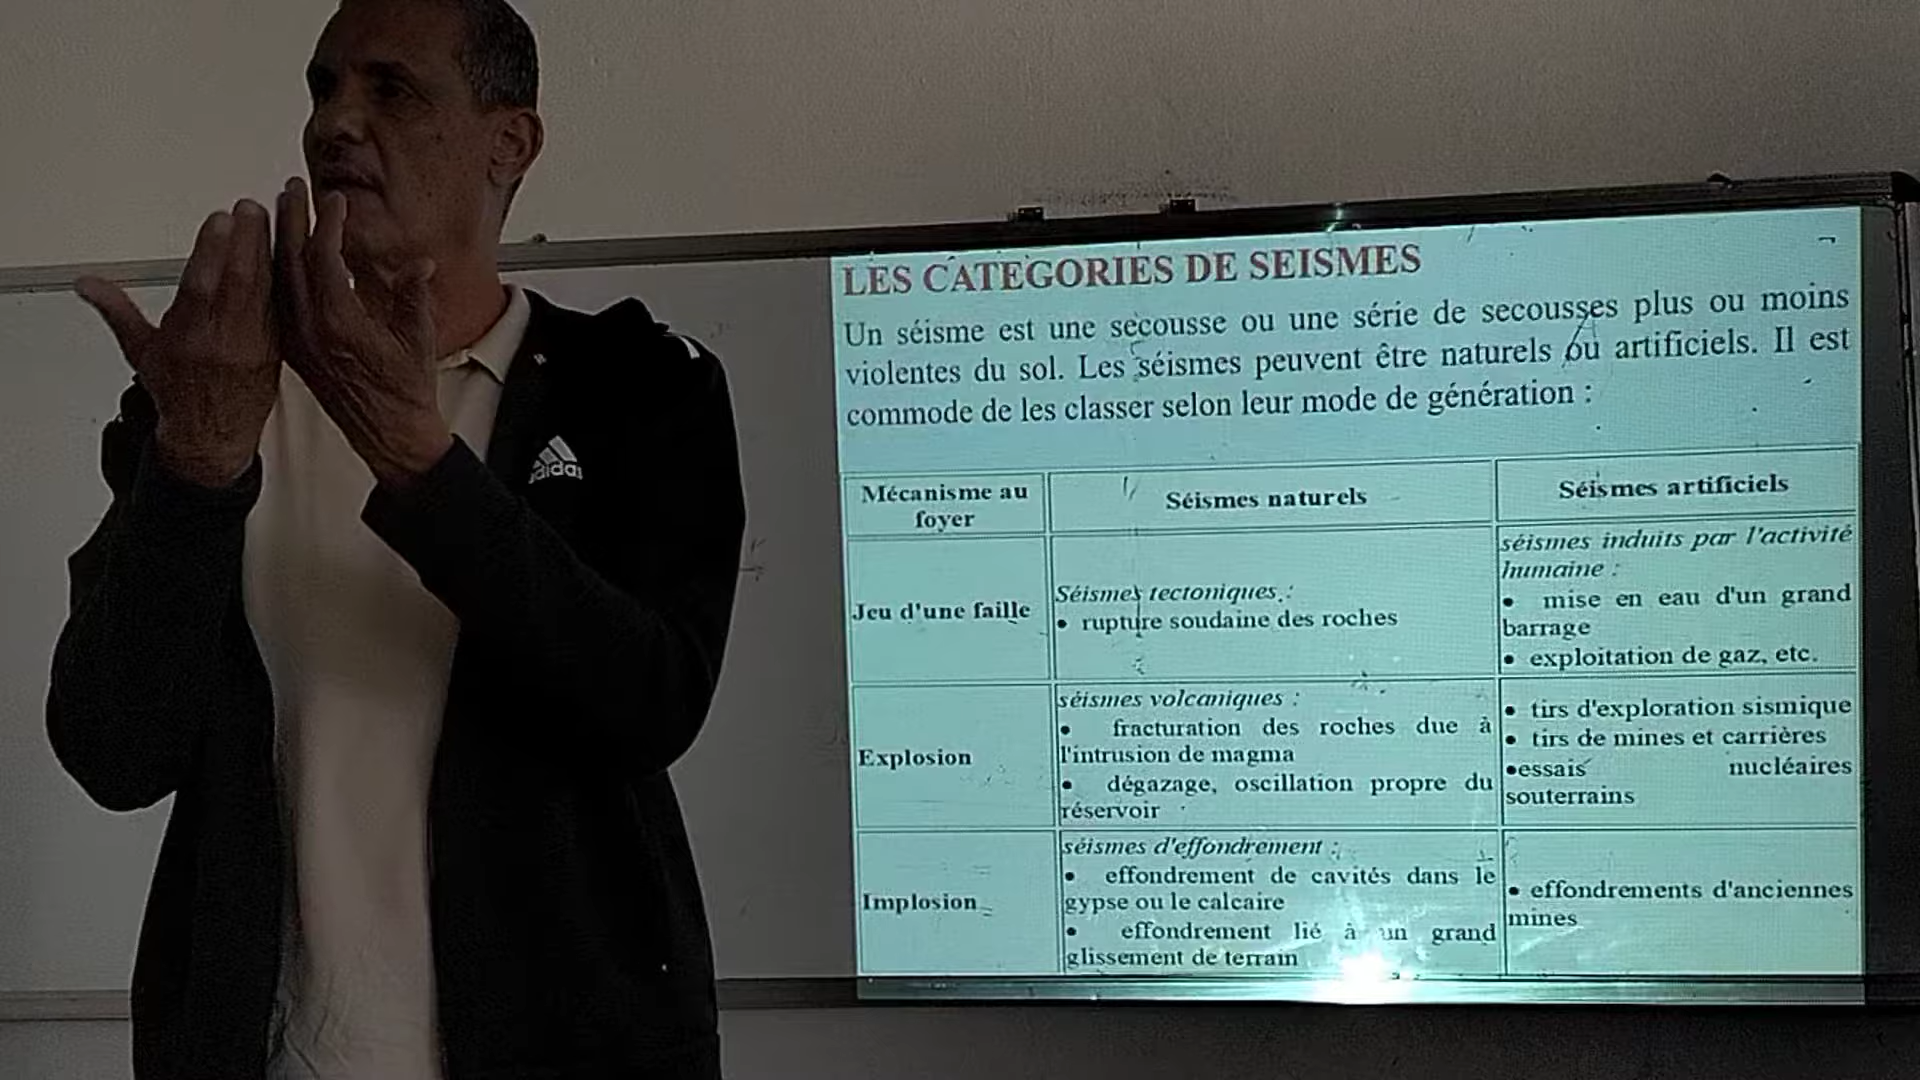 adidas
LES CATEGORIES DE SEISMES
Un séisme est une secousse ou une série de secousses plus ou moins
violentes du sol. Les séismes peuvent être naturels ou artificiels. Il est
commode de les classer selon leur mode de génération :
Mécanisme au
foyer
Séismes naturels
Séismes artificiels
Jeu d'une faille
Séismes tectoniques :
• rupture soudaine des roches
séismes induits par l'activité
humaine :
• mise en eau d'un grand
barrage
• exploitation de gaz, etc.
Explosion
séismes volcaniques :
• fracturation des roches due à
l'intrusion de magma
• dégazage, oscillation propre du
réservoir
• tirs d'exploration sismique
• tirs de mines et carrières
•essais nucléaires
souterrains
Implosion
séismes d'effondrement :
• effondrement de cavités dans le
gypse ou le calcaire
• effondrement lié à un grand
glissement de terrain
• effondrements d'anciennes
mines